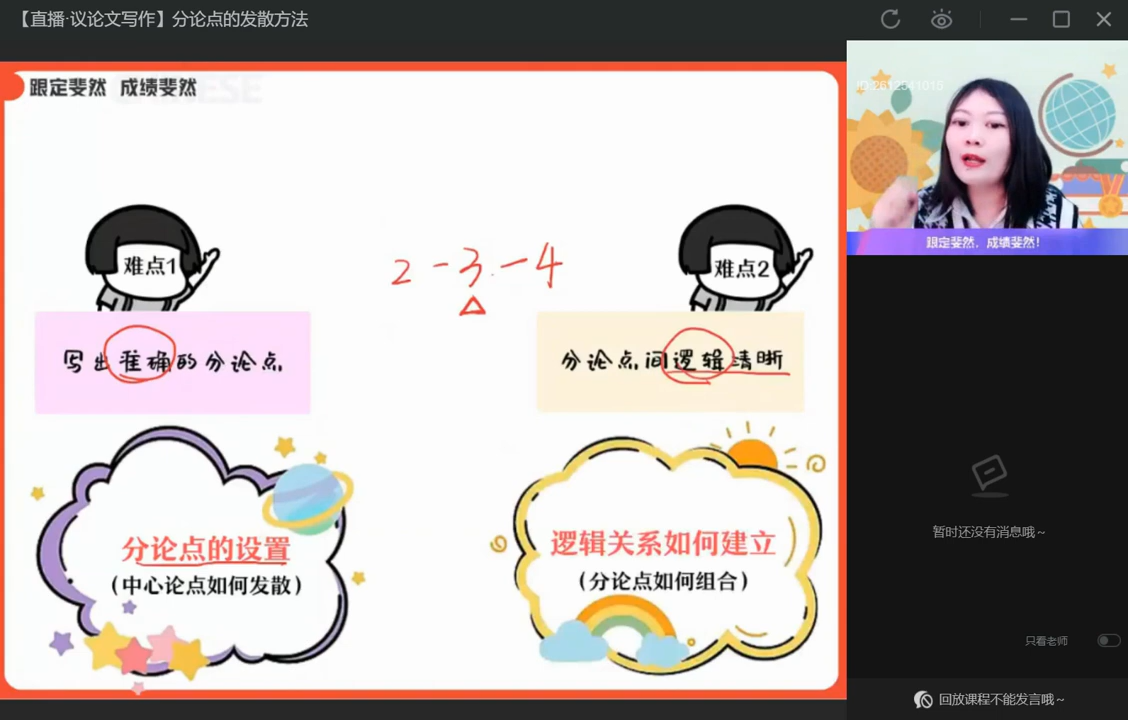 【直播·议论文写作】分论点的发散方法
跟定斐然 成绩斐然
难点1
2-3-4
难点2
写出准确的分论点
分论点间逻辑清晰
分论点的设置
(中心论点如何发散)
逻辑关系如何建立
(分论点如何组合)
跟定斐然，成绩斐然！
暂时还没有消息哦~
只看老师
回放课程不能发言哦~